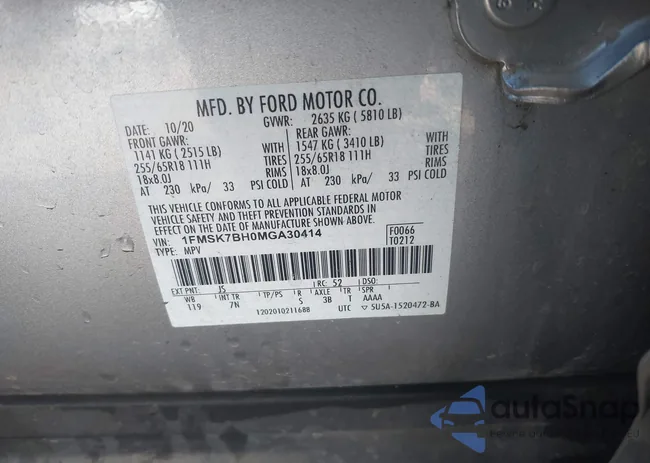 MFD. BY FORD MOTOR CO.
DATE: 10/20 GVWR: 2635 KG ( 5810 LB)
FRONT GAWR: REAR GAWR:
1141 KG ( 2515 LB) WITH 1547 KG ( 3410 LB) WITH
255/65R18 111H TIRES 255/65R18 111H TIRES
18x8.0J RIMS 18x8.0J RIMS
AT 230 kPa/ 33 PSI COLD AT 230 kPa/ 33 PSI COLD
THIS VEHICLE CONFORMS TO ALL APPLICABLE FEDERAL MOTOR
VEHICLE SAFETY AND THEFT PREVENTION STANDARDS IN
EFFECT ON THE DATE OF MANUFACTURE SHOWN ABOVE.
VIN: 1FMSK7BH0MGA30414 F0066
TYPE: MPV T0212
EXT PNT: JS RC: 52 DSO:
WB INT TR TP/PS R AXLE TR SPR
119 7N S 3B T AAAA
1202010211688 UTC 5U5A-1520472-BA
autoSnap